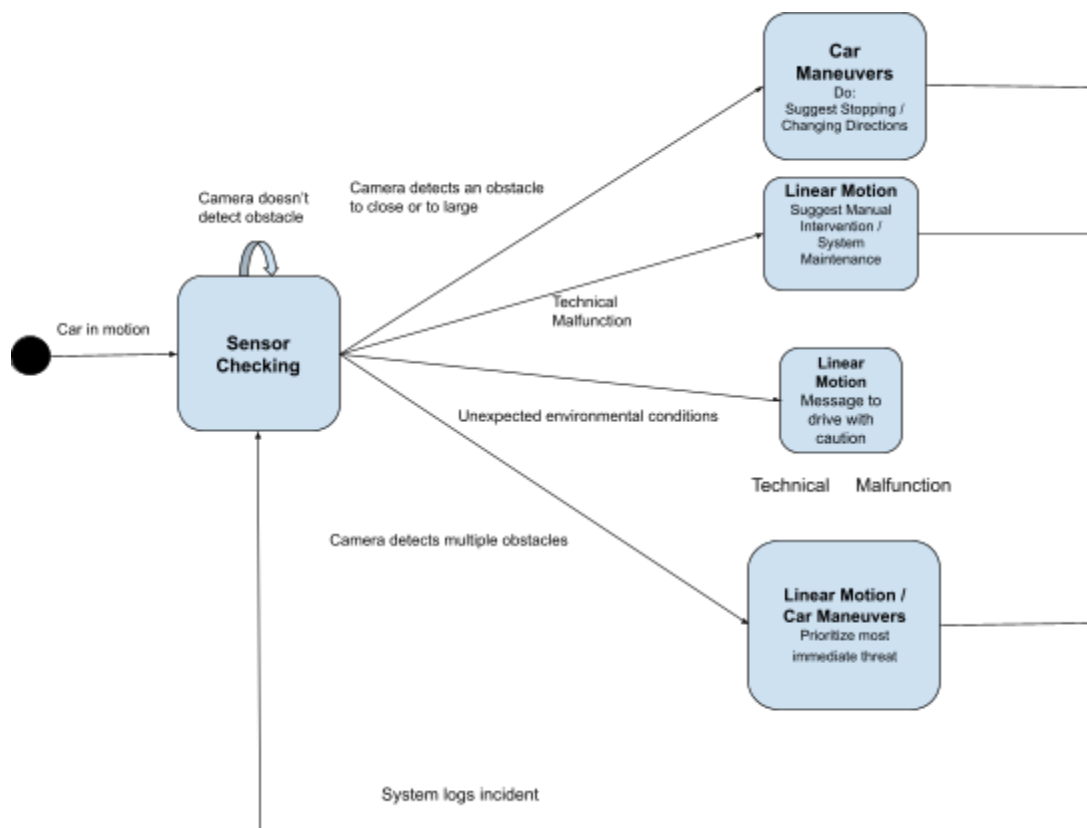 Car
Maneuvers
Do:
Suggest Stopping /
Changing Directions
Camera doesn't
detect obstacle
Camera detects an obstacle
to close or to large
Linear Motion
Suggest Manual
Intervention /
System
Maintenance
Technical
Malfunction
Car in motion
Sensor
Checking
Linear
Motion
Message to
drive with
caution
Unexpected environmental conditions
Technical Malfunction
Camera detects multiple obstacles
Linear Motion /
Car Maneuvers
Prioritize most
immediate threat
System logs incident